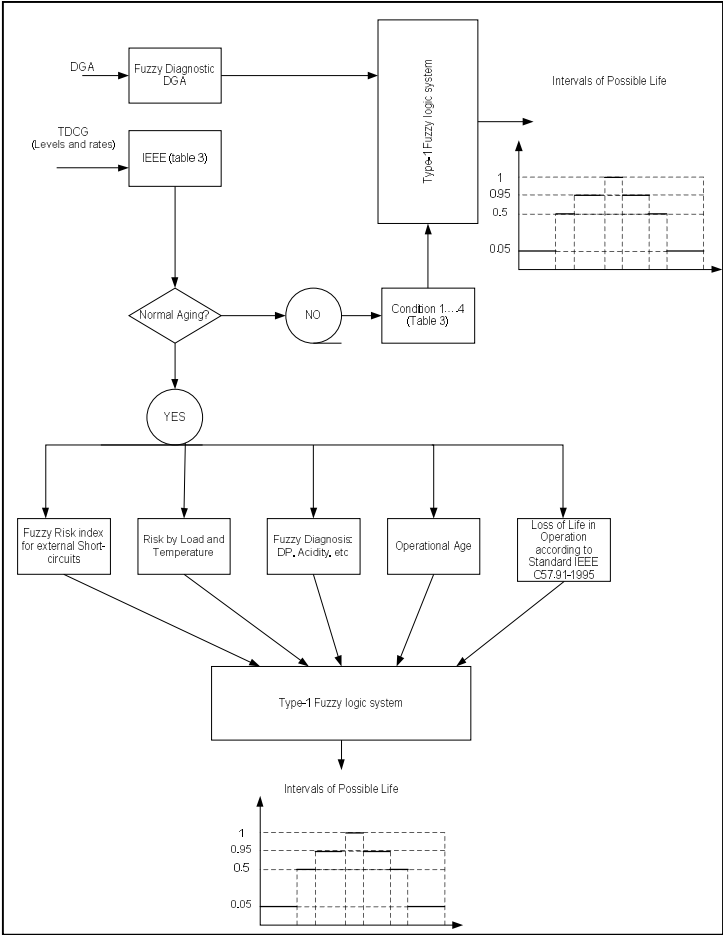 DGA
Fuzzy Diagnostic
DGA
Type-1 Fuzzy logic system
Intervals of Possible Life
TDCG
(Levels and rates)
IEEE (table 3)
1
0.95
0.5
0.05
Normal Aging?
NO
Condition 1....4
(Table 3)
YES
Fuzzy Risk index
for external Short-
circuits
Risk by Load and
Temperature
Fuzzy Diagnosis:
DP, Acidity, etc
Operational Age
Loss of Life in
Operation
according to
Standard IEEE
C57.91-1995
Type-1 Fuzzy logic system
Intervals of Possible Life
1
0.95
0.5
0.05